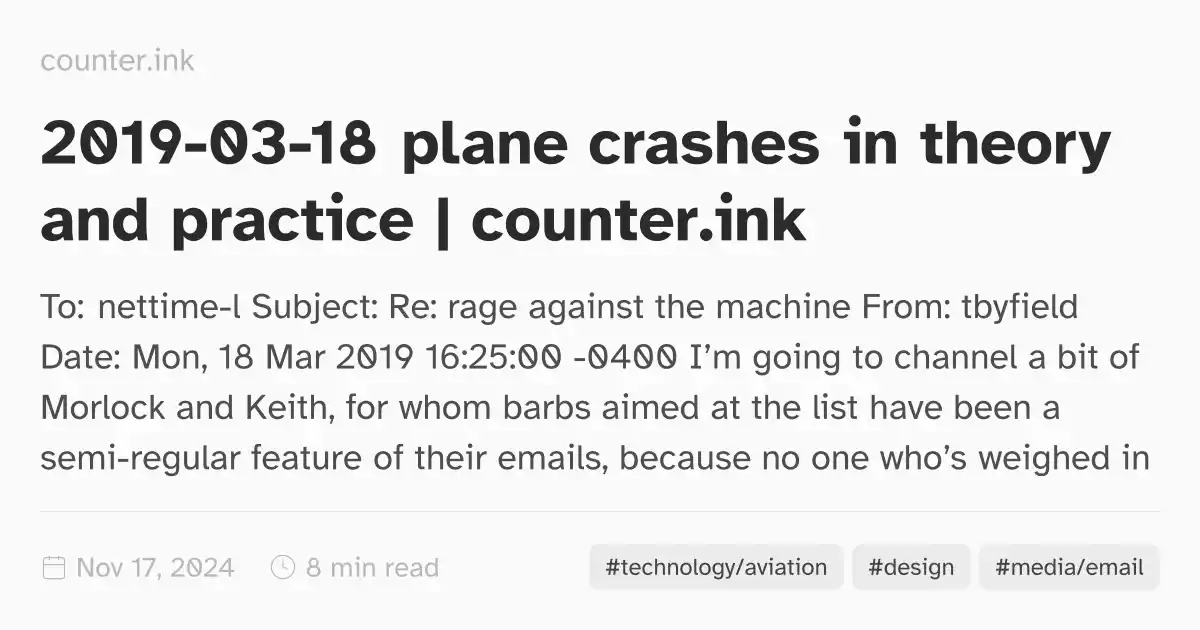 counter.ink
2019-03-18 plane crashes in theory
and practice | counter.ink
To: nettime-l Subject: Re: rage against the machine From: tbyfield
Date: Mon, 18 Mar 2019 16:25:00 -0400 I’m going to channel a bit of
Morlock and Keith, for whom barbs aimed at the list have been a
semi-regular feature of their emails, because no one who’s weighed in
Nov 17, 2024 8 min read #technology/aviation #design #media/email